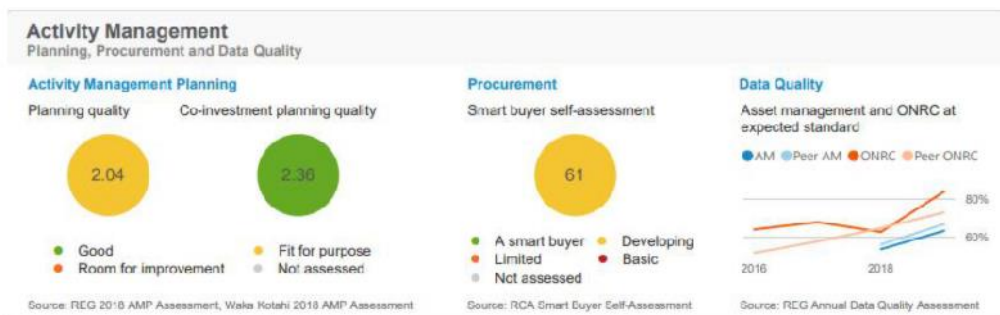 Activity Management
Planning, Procurement and Data Quality
Activity Management Planning
Planning quality
Co-investment planning quality
2.04
2.36
Good
Fit for purpose
Room for improvement
Not assessed
Source: REG 2018 AMP Assessment, Waka Kotahi 2018 AMP Assessment
Procurement
Smart buyer self-assessment
61
A smart buyer
Developing
Limited
Basic
Not assessed
Source: RCA Smart Buyer Self-Assessment
Data Quality
Asset management and ONRC at
expected standard
AM Peer AM ONRC Peer ONRC
80%
60%
2016
2018
Source: REG Annual Data Quality Assessment